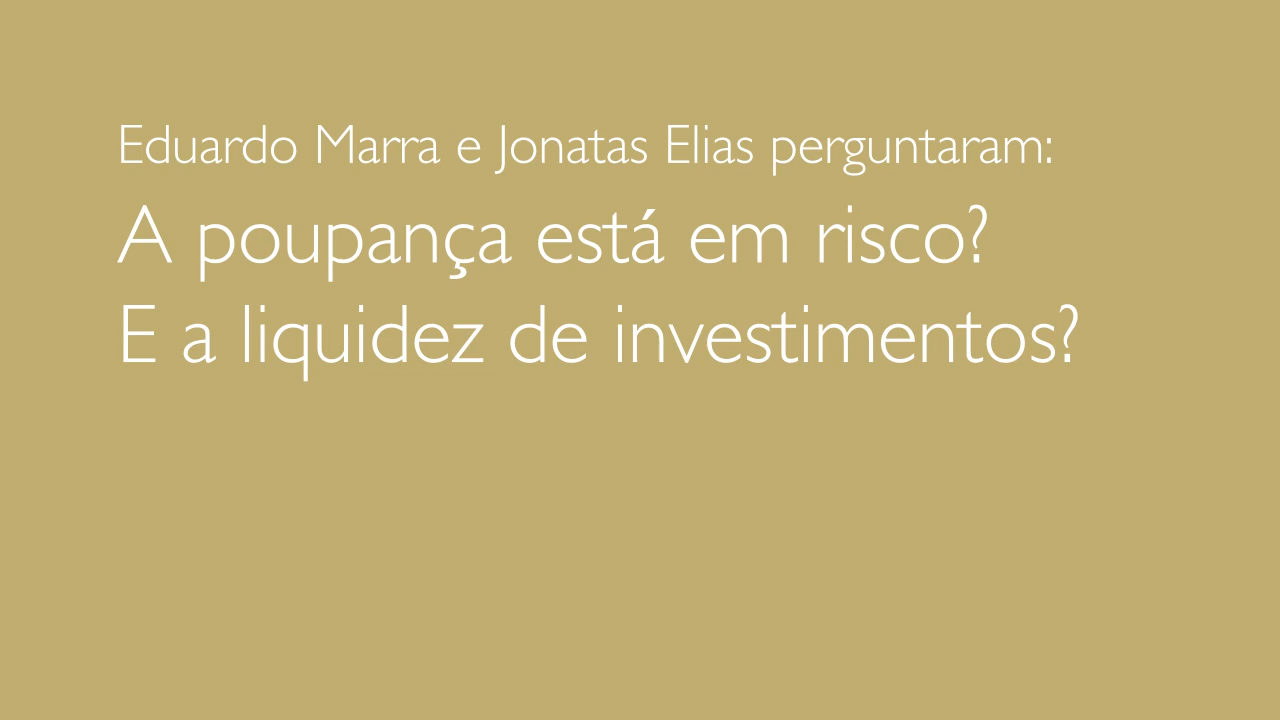 Eduardo Marra e Jonatas Elias perguntaram:
A poupança está em risco?
E a liquidez de investimentos?